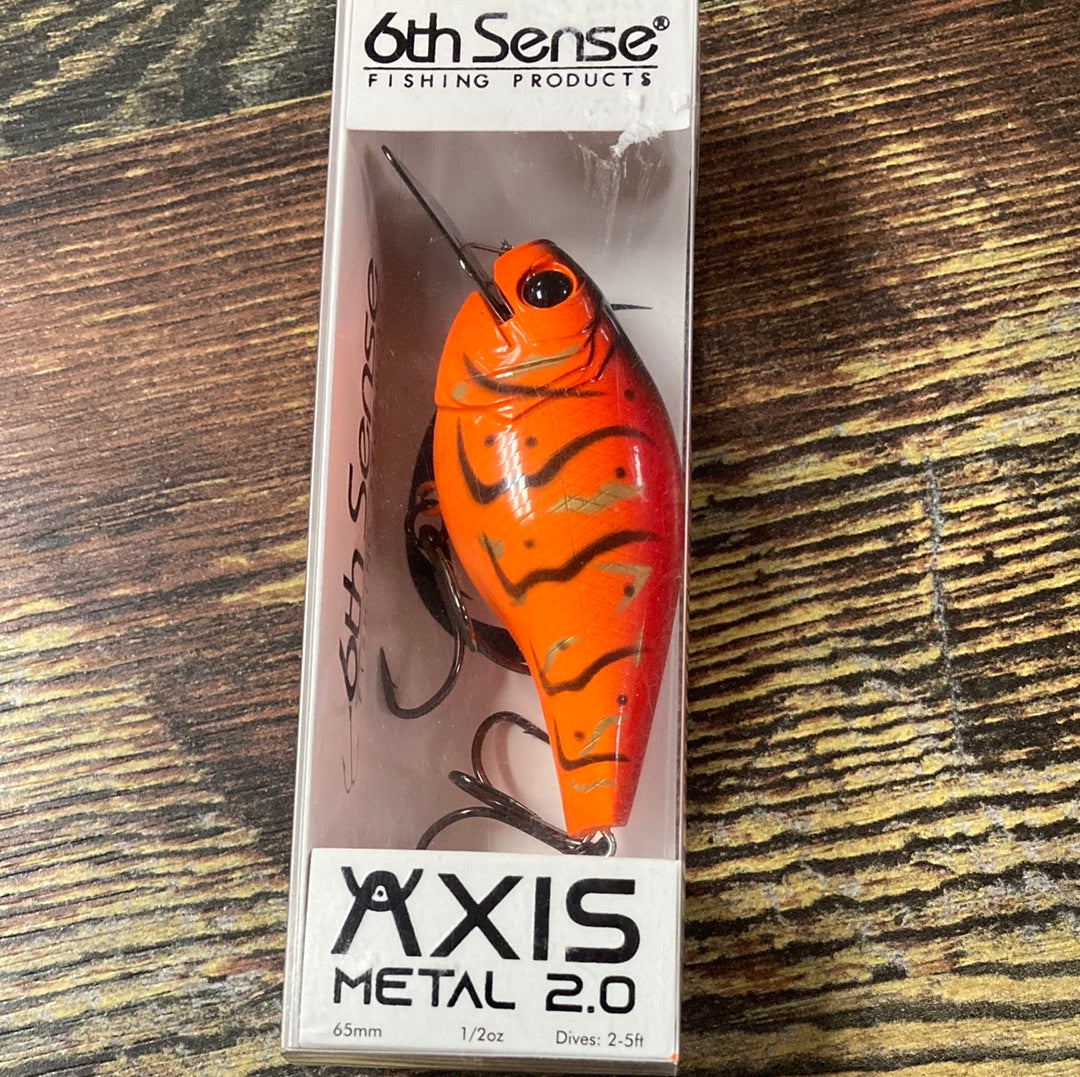 6th Sense®
FISHING PRODUCTS
6th Sense
AXIS
METAL 2.0
65mm 1/2oz Dives: 2-5ft